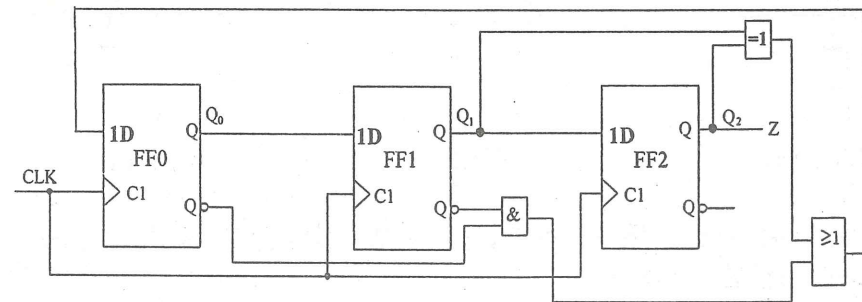 =1
Q₀
Q₁
Q₂
1D
Q
1D
Q
1D
Q
Z
FF0
FF1
FF2
CLK
C1
C1
C1
Q
Q
&
Q
≥1